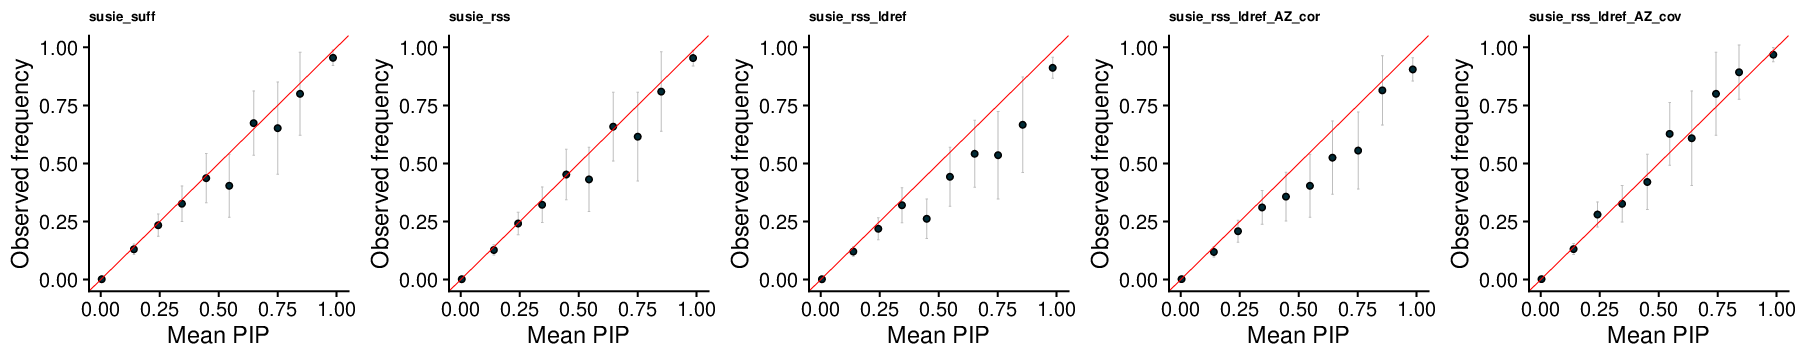 susie_suff
susie_rss
susie_rss_ldref
susie_rss_ldref_AZ_cor
susie_rss_ldref_AZ_cov
Observed frequency
1.00
0.75
0.50
0.25
0.00
0.00 0.25 0.50 0.75 1.00
Mean PIP
Observed frequency
1.00
0.75
0.50
0.25
0.00
0.00 0.25 0.50 0.75 1.00
Mean PIP
Observed frequency
1.00
0.75
0.50
0.25
0.00
0.00 0.25 0.50 0.75 1.00
Mean PIP
Observed frequency
1.00
0.75
0.50
0.25
0.00
0.00 0.25 0.50 0.75 1.00
Mean PIP
Observed frequency
1.00
0.75
0.50
0.25
0.00
0.00 0.25 0.50 0.75 1.00
Mean PIP